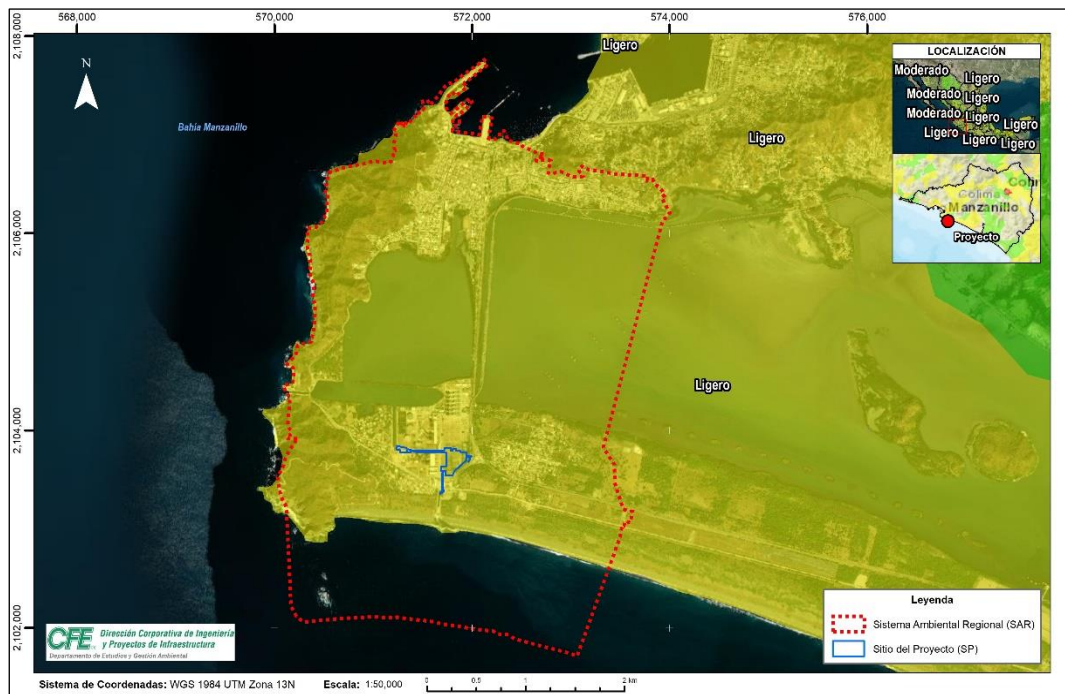 568,000
570,000
572,000
574,000
576,000
2,108,000
2,106,000
2,104,000
2,102,000
N
Bahia Manzanillo
Ligero
Ligero
Ligero
LOCALIZACIÓN
Moderado
Ligero
Moderado
Ligero
Moderado
Ligero
Ligero
Ligero
Ligero
Ligero
Colima
Manzanillo
Proyecto
Leyenda
Sistema Ambiental Regional (SAR)
Sitio del Proyecto (SP)
CFE Dirección Corporativa de Ingeniería
y Proyectos de Infraestructura
Departamento de Estudios y Gestión Ambiental
Sistema de Coordenadas: WGS 1984 UTM Zona 13N Escala: 1:50,000
0 0.5 1 2 km